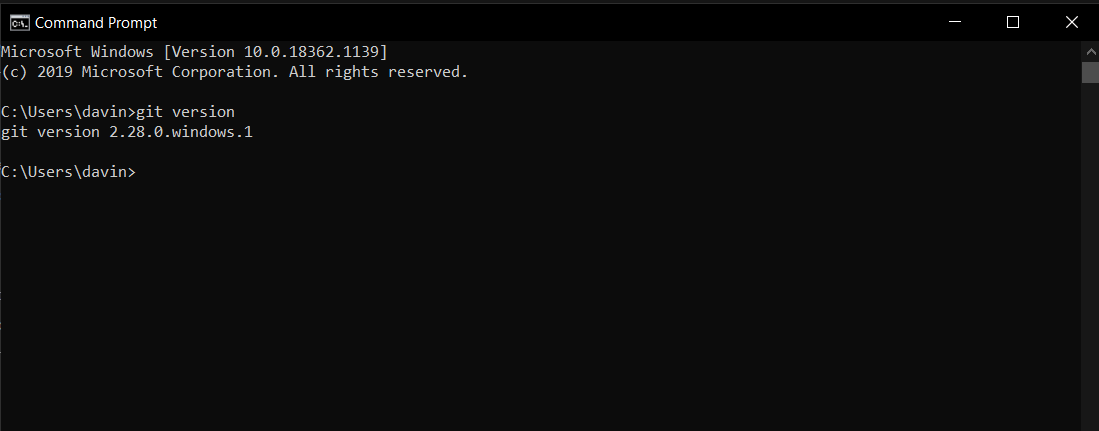 Command Prompt
Microsoft Windows [Version 10.0.18362.1139]
(c) 2019 Microsoft Corporation. All rights reserved.
C:\Users\davin>git version
git version 2.28.0.windows.1
C:\Users\davin>